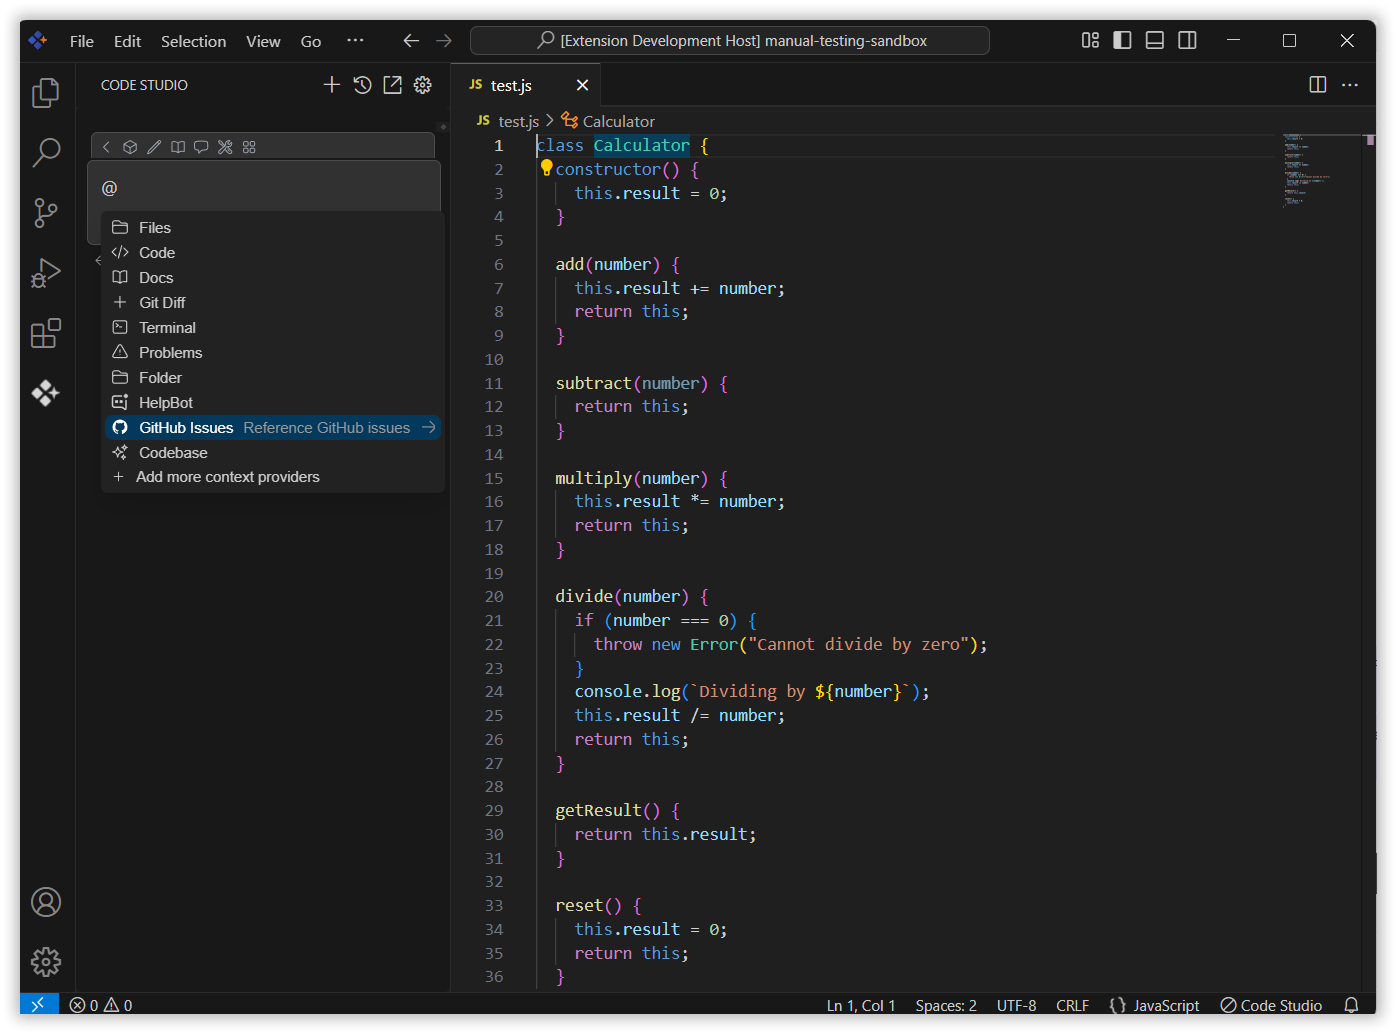 File Edit Selection View Go ··· [Extension Development Host] manual-testing-sandbox
CODE STUDIO
@
Files
Code
Docs
Git Diff
Terminal
Problems
Folder
HelpBot
GitHub Issues Reference GitHub issues
Codebase
Add more context providers
JS test.js
JS test.js > Calculator
1 class Calculator {
2 constructor() {
3 this.result = 0;
4 }
5
6 add(number) {
7 this.result += number;
8 return this;
9 }
10
11 subtract(number) {
12 return this;
13 }
14
15 multiply(number) {
16 this.result *= number;
17 return this;
18 }
19
20 divide(number) {
21 if (number === 0) {
22 throw new Error("Cannot divide by zero");
23 }
24 console.log(`Dividing by ${number}`);
25 this.result /= number;
26 return this;
27 }
28
29 getResult() {
30 return this.result;
31 }
32
33 reset() {
34 this.result = 0;
35 return this;
36 }
0 0 Ln 1, Col 1 Spaces: 2 UTF-8 CRLF {} JavaScript Code Studio